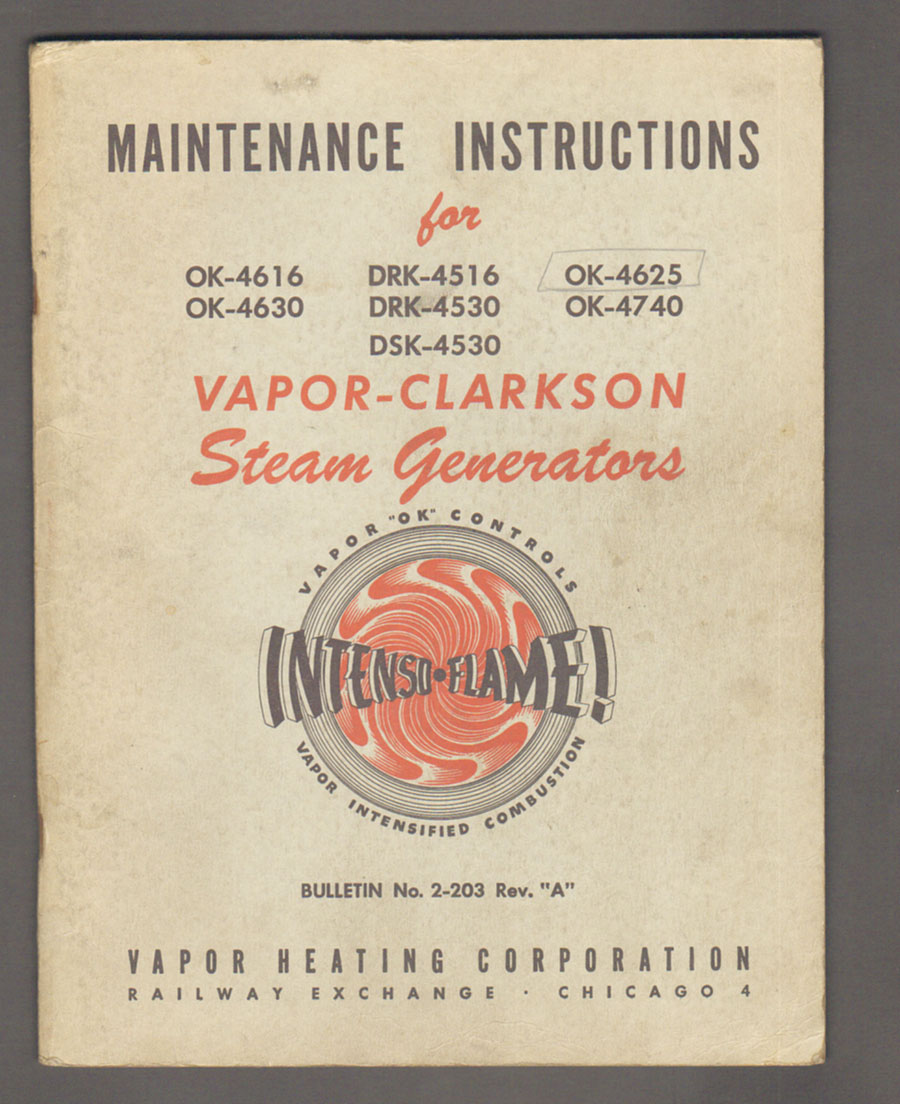 MAINTENANCE INSTRUCTIONS
for
OK-4616 DRK-4516 OK-4625
OK-4630 DRK-4530 OK-4740
DSK-4530
VAPOR-CLARKSON
Steam Generators
VAPOR "OK" CONTROLS
INTENSO•FLAME!
VAPOR INTENSIFIED COMBUSTION
BULLETIN No. 2-203 Rev. "A"
VAPOR HEATING CORPORATION
RAILWAY EXCHANGE · CHICAGO 4